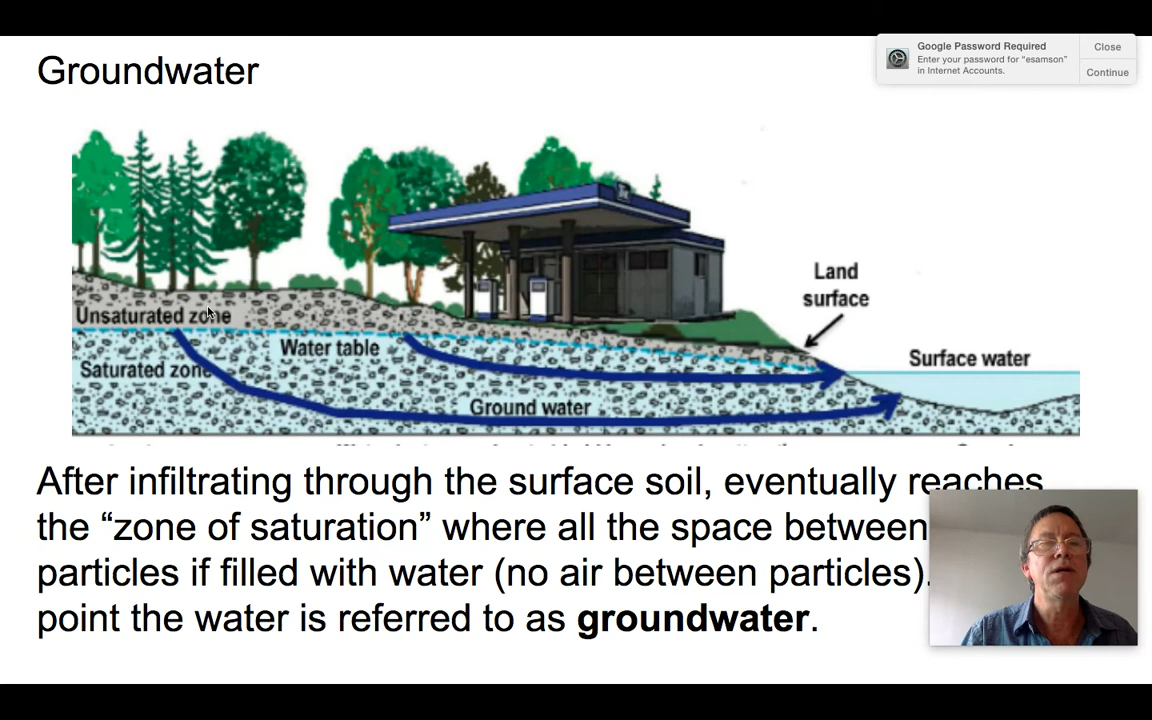 Groundwater
Google Password Required
Enter your password for “esamson”
in Internet Accounts.
Close
Continue
Land
surface
Unsaturated zone
Water table
Surface water
Saturated zone
Ground water
After infiltrating through the surface soil, eventually reaches
the “zone of saturation” where all the space between
particles if filled with water (no air between particles).
point the water is referred to as groundwater.